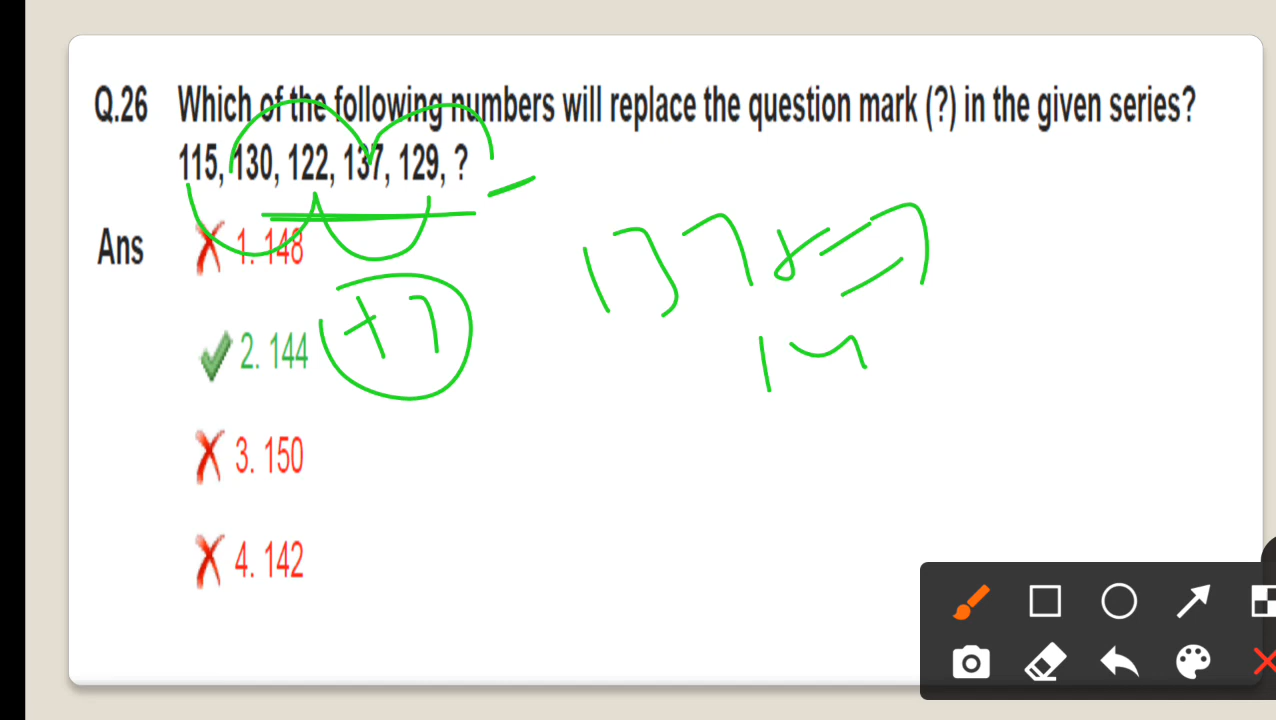 Q.26 Which of the following numbers will replace the question mark (?) in the given series?
115, 130, 122, 137, 129, ?
Ans 1. 148
2. 144 +7
3. 150
4. 142
137
14